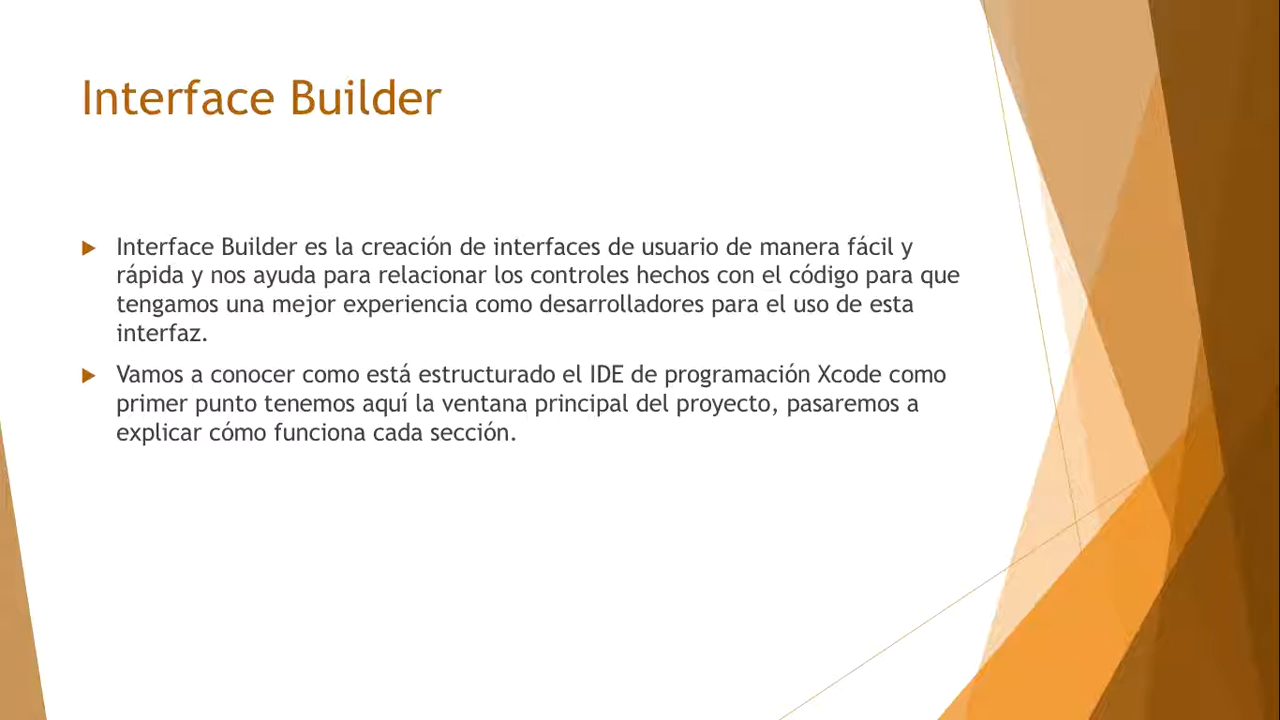 Interface Builder
Interface Builder es la creación de interfaces de usuario de manera fácil y
rápida y nos ayuda para relacionar los controles hechos con el código para que
tengamos una mejor experiencia como desarrolladores para el uso de esta
interfaz.
Vamos a conocer como está estructurado el IDE de programación Xcode como
primer punto tenemos aquí la ventana principal del proyecto, pasaremos a
explicar cómo funciona cada sección.